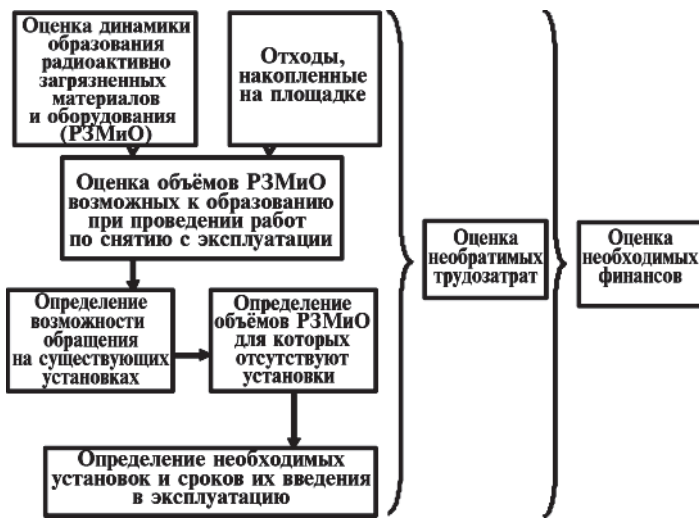 Оценка динамики
образования
радиоактивно
загрязненных
материалов
и оборудования
(РЗМиО)
Отходы,
накопленные
на площадке
Оценка объёмов РЗМиО
возможных к образованию
при проведении работ
по снятию с эксплуатации
Определение
возможности
обращения
на существующих
установках
Определение
объёмов РЗМиО
для которых
отсутствуют
установки
Определение необходимых
установок и сроков их введения
в эксплуатацию
Оценка
необратимых
трудозатрат
Оценка
необходимых
финансов